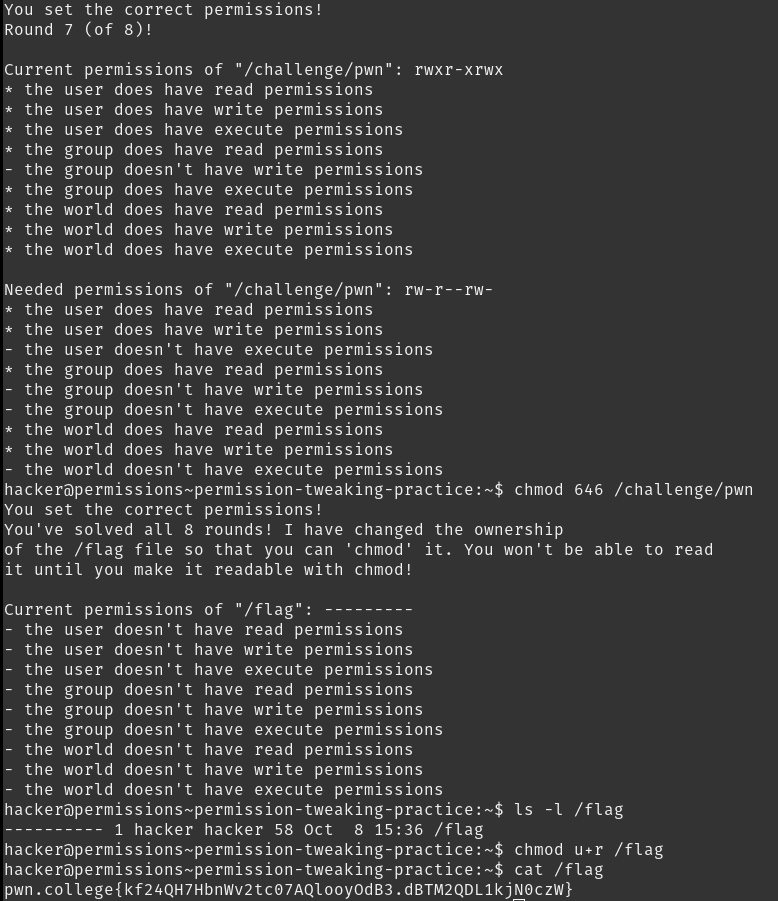 You set the correct permissions!
Round 7 (of 8)!
Current permissions of "/challenge/pwn": rwxr-xrwx
* the user does have read permissions
* the user does have write permissions
* the user does have execute permissions
* the group does have read permissions
- the group doesn't have write permissions
* the group does have execute permissions
* the world does have read permissions
* the world does have write permissions
* the world does have execute permissions
Needed permissions of "/challenge/pwn": rw-r--rw-
* the user does have read permissions
* the user does have write permissions
- the user doesn't have execute permissions
* the group does have read permissions
- the group doesn't have write permissions
- the group doesn't have execute permissions
* the world does have read permissions
* the world does have write permissions
- the world doesn't have execute permissions
hacker@permissions~permission-tweaking-practice:~$ chmod 646 /challenge/pwn
You set the correct permissions!
You've solved all 8 rounds! I have changed the ownership
of the /flag file so that you can 'chmod' it. You won't be able to read
it until you make it readable with chmod!
Current permissions of "/flag": ---------
- the user doesn't have read permissions
- the user doesn't have write permissions
- the user doesn't have execute permissions
- the group doesn't have read permissions
- the group doesn't have write permissions
- the group doesn't have execute permissions
- the world doesn't have read permissions
- the world doesn't have write permissions
- the world doesn't have execute permissions
hacker@permissions~permission-tweaking-practice:~$ ls -l /flag
---------- 1 hacker hacker 58 Oct  8 15:36 /flag
hacker@permissions~permission-tweaking-practice:~$ chmod u+r /flag
hacker@permissions~permission-tweaking-practice:~$ cat /flag
pwn.college{kf24QH7HbnWv2tc07AQlooyOdB3.dBTM2QDL1kjN0czW}